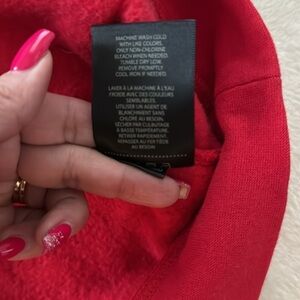 MACHINE WASH COLD
WITH LIKE COLORS.
ONLY NON-CHLORINE
BLEACH WHEN NEEDED.
TUMBLE DRY LOW.
REMOVE PROMPTLY
COOL IRON IF NEEDED.
LAVER À LA MACHINE À L'EAU
FROIDE AVEC DES COULEURS
SEMBLABLES.
UTILISER UN AGENT DE
BLANCHIMENT SANS
CHLORE AU BESOIN.
SÉCHER PAR CULBUTAGE
À BASSE TEMPÉRATURE.
RETIRER RAPIDEMENT.
REPASSER AU FER TIÈDE
AU BESOIN.